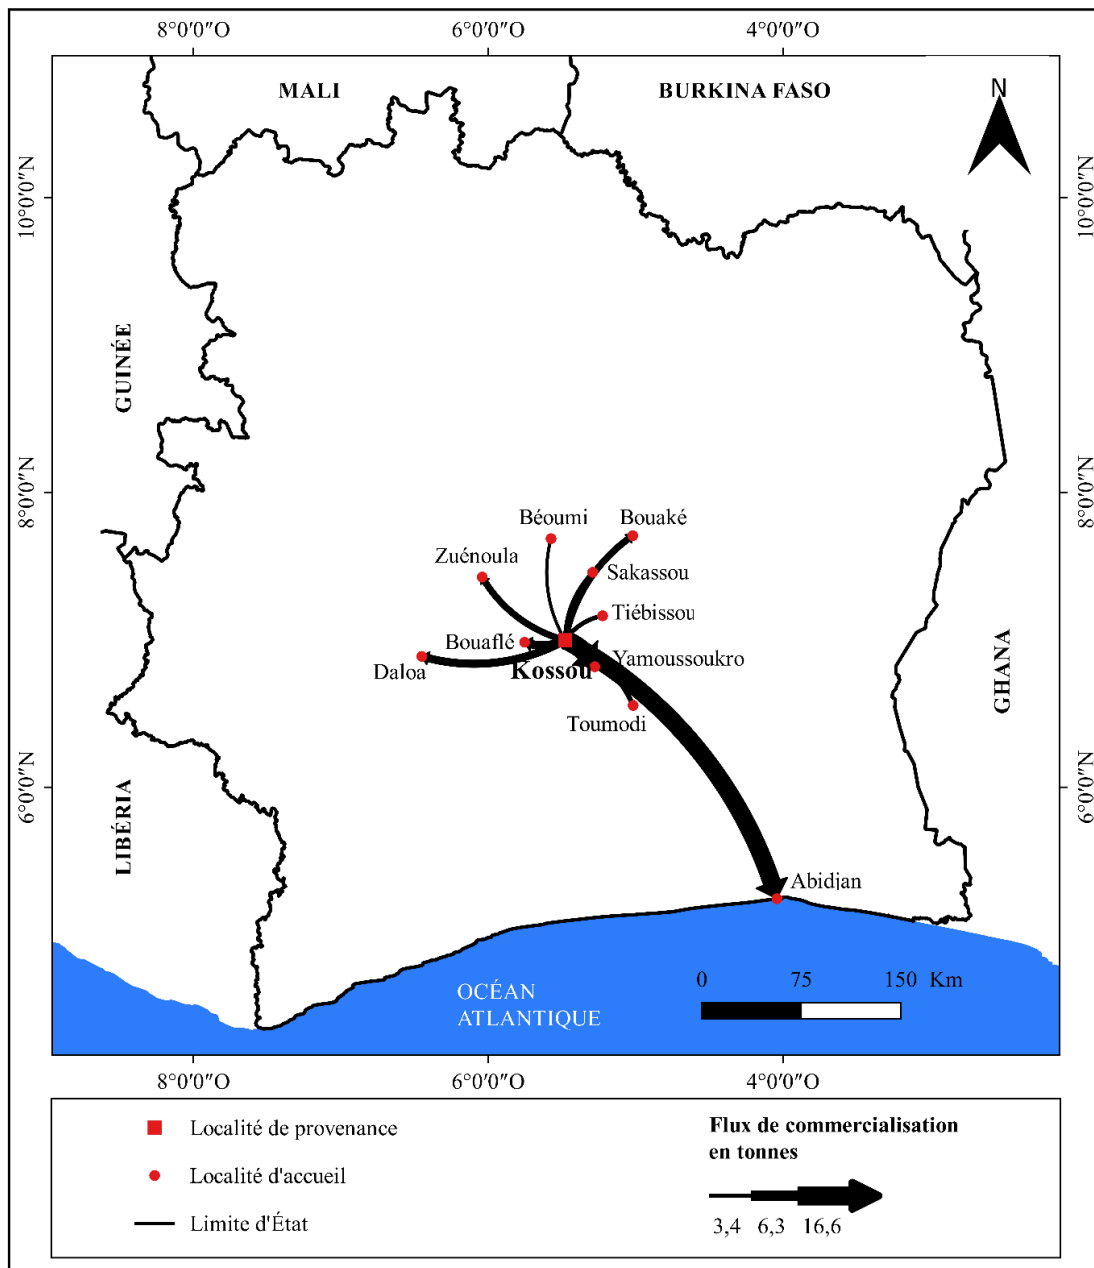 8°0'0"O 6°0'0"O 4°0'0"O
MALI
BURKINA FASO
N
10°0'0"N
10°0'0"N
GUINÉE
8°0'0"N
8°0'0"N
Béoumi
Bouaké
Zuénoula
Sakassou
Tiébissou
Bouaflé
Yamoussoukro
Daloa
Kossou
Toumodi
GHANA
6°0'0"N
6°0'0"N
LIBÉRIA
Abidjan
0 75 150 Km
OCÉAN
ATLANTIQUE
8°0'0"O 6°0'0"O 4°0'0"O
Localité de provenance
Localité d'accueil
Limite d'État
Flux de commercialisation
en tonnes
3,4 6,3 16,6